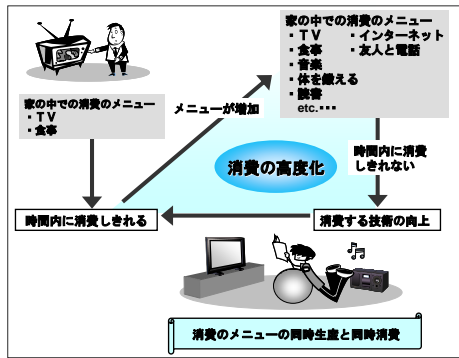 家の中での消費のメニュー
・TV ・インターネット
・食事 ・友人と電話
・音楽
・体を鍛える
・読書
etc.・・・
家の中での消費のメニュー
・TV
・食事
メニューが増加
消費の高度化
時間内に消費
しきれない
時間内に消費しきれる
消費する技術の向上
消費のメニューの同時生産と同時消費